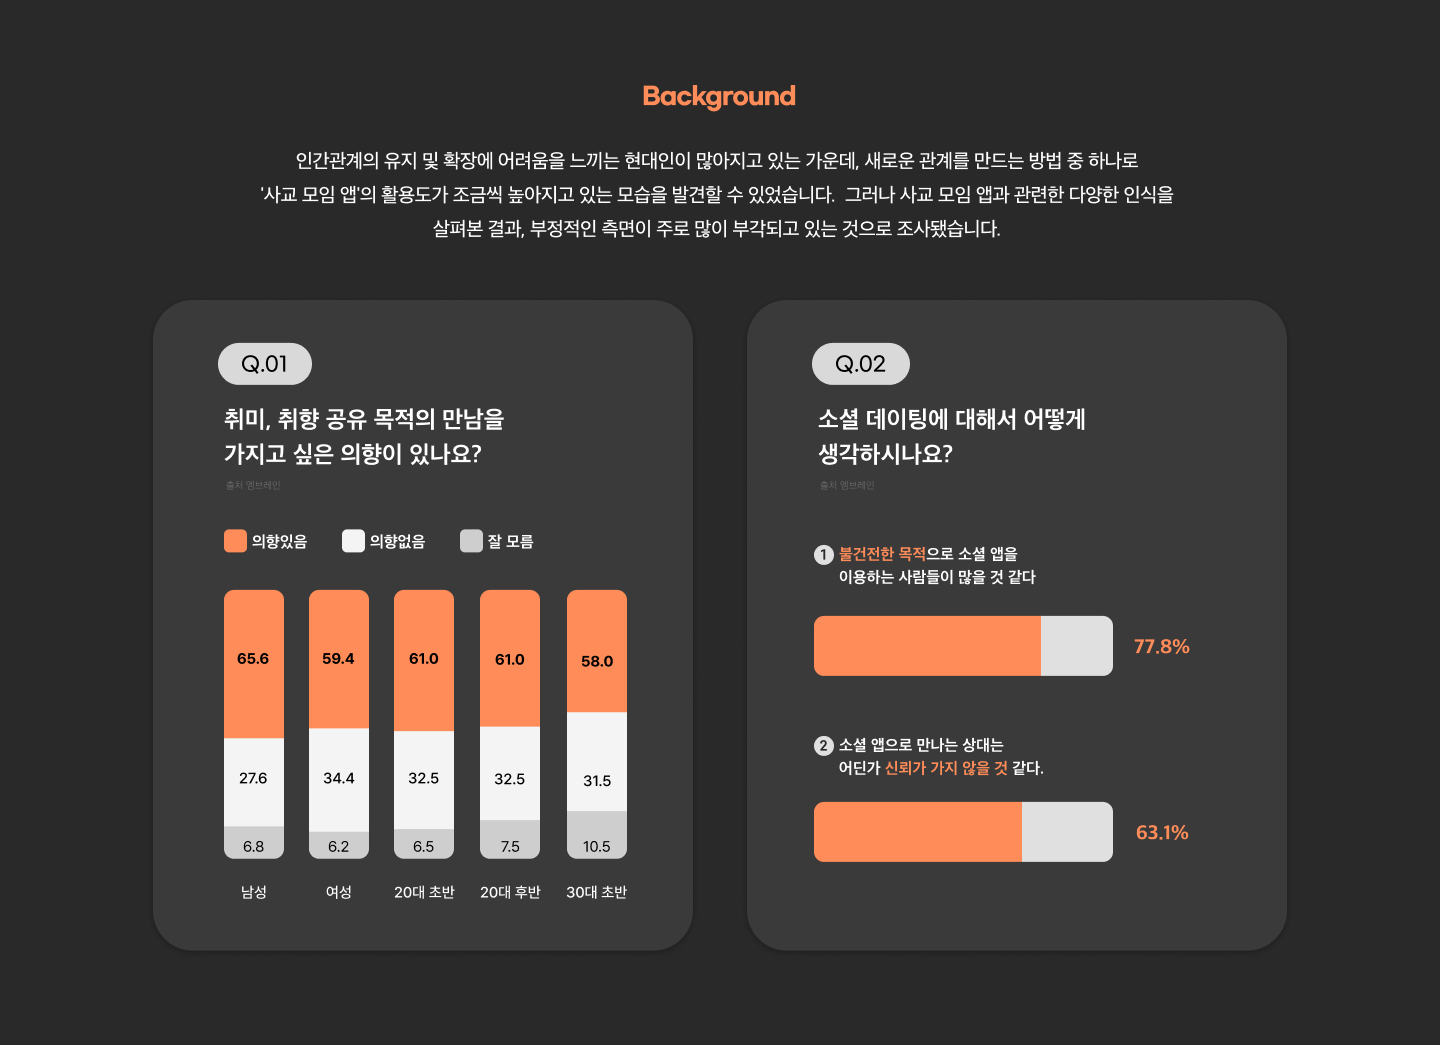 Background
인간관계의 유지 및 확장에 어려움을 느끼는 현대인이 많아지고 있는 가운데, 새로운 관계를 만드는 방법 중 하나로
'사교 모임 앱'의 활용도가 조금씩 높아지고 있는 모습을 발견할 수 있었습니다. 그러나 사교 모임 앱과 관련한 다양한 인식을
살펴본 결과, 부정적인 측면이 주로 많이 부각되고 있는 것으로 조사됐습니다.
Q.01
취미, 취향 공유 목적의 만남을
가지고 싶은 의향이 있나요?
출처 엠브레인
의향있음 의향없음 잘 모름
65.6 59.4 61.0 61.0 58.0
27.6 34.4 32.5 32.5 31.5
6.8 6.2 6.5 7.5 10.5
남성 여성 20대 초반 20대 후반 30대 초반
Q.02
소셜 데이팅에 대해서 어떻게
생각하시나요?
출처 엠브레인
1 불건전한 목적으로 소셜 앱을
이용하는 사람들이 많을 것 같다
77.8%
2 소셜 앱으로 만나는 상대는
어딘가 신뢰가 가지 않을 것 같다.
63.1%